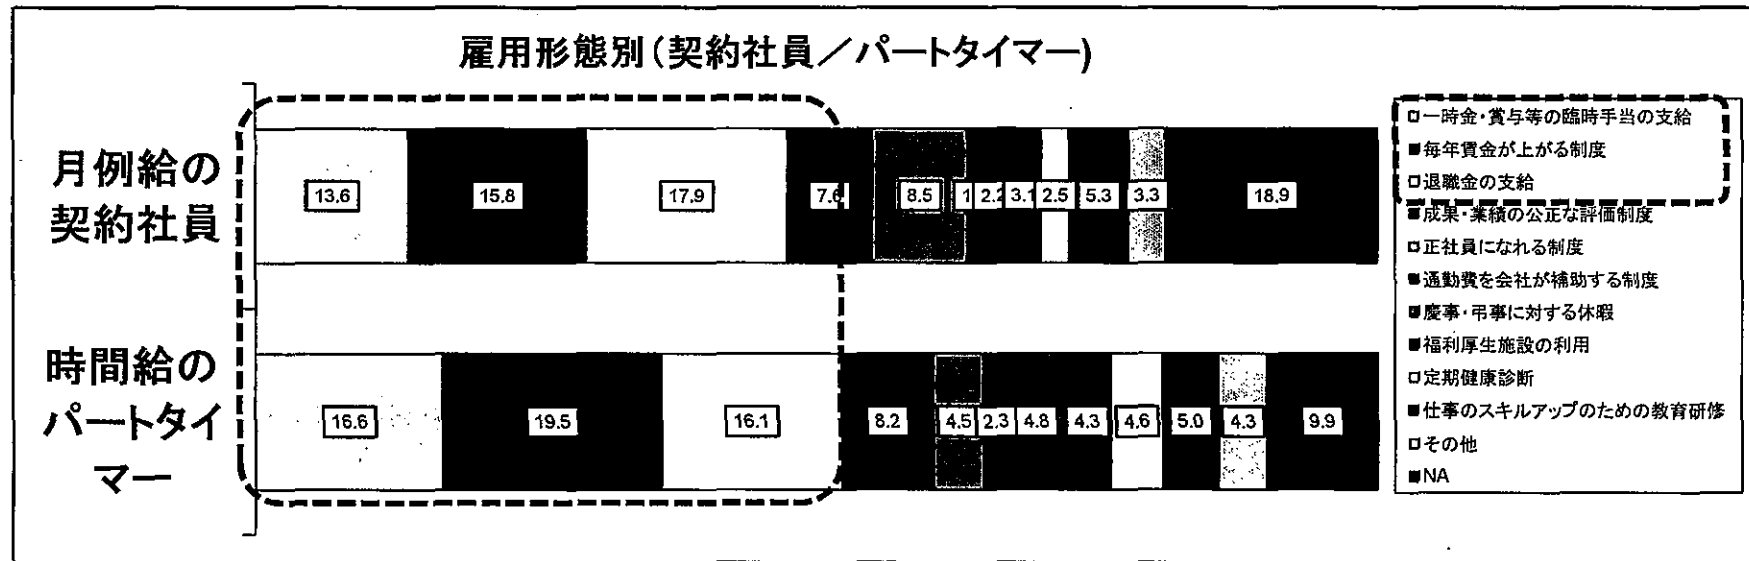 雇用形態別(契約社員／パートタイマー)
月例給の
契約社員
13.6 15.8 17.9 7.6 8.5 1 2.2 3.1 2.5 5.3 3.3 18.9
時間給の
パートタイ
マー
16.6 19.5 16.1 8.2 4.5 2.3 4.8 4.3 4.6 5.0 4.3 9.9
一時金・賞与等の臨時手当の支給
毎年賃金が上がる制度
退職金の支給
成果・業績の公正な評価制度
正社員になれる制度
通勤費を会社が補助する制度
慶事・弔事に対する休暇
福利厚生施設の利用
定期健康診断
仕事のスキルアップのための教育研修
その他
NA